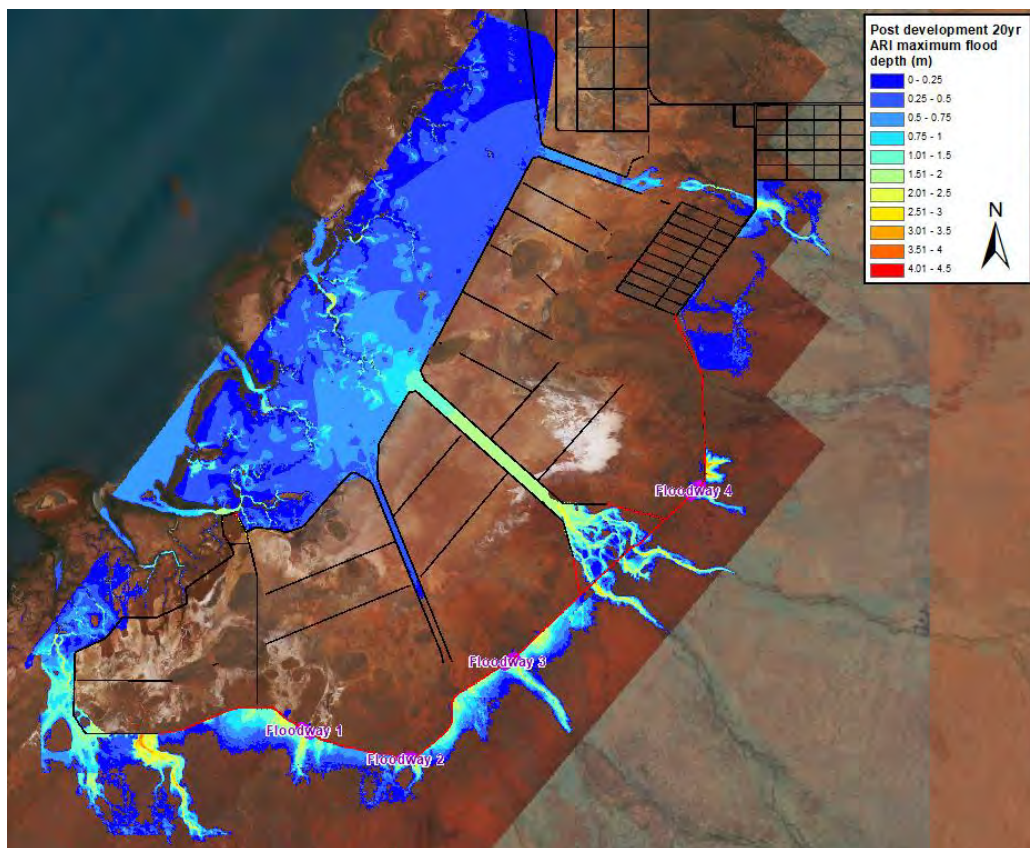 Post development 20yr
ARI maximum flood
depth (m)
0 - 0.25
0.25 - 0.5
0.5 - 0.75
0.75 - 1
1.01 - 1.5
1.51 - 2
2.01 - 2.5
2.51 - 3
3.01 - 3.5
3.51 - 4
4.01 - 4.5
N
Floodway 4
Floodway 3
Floodway 1
Floodway 2